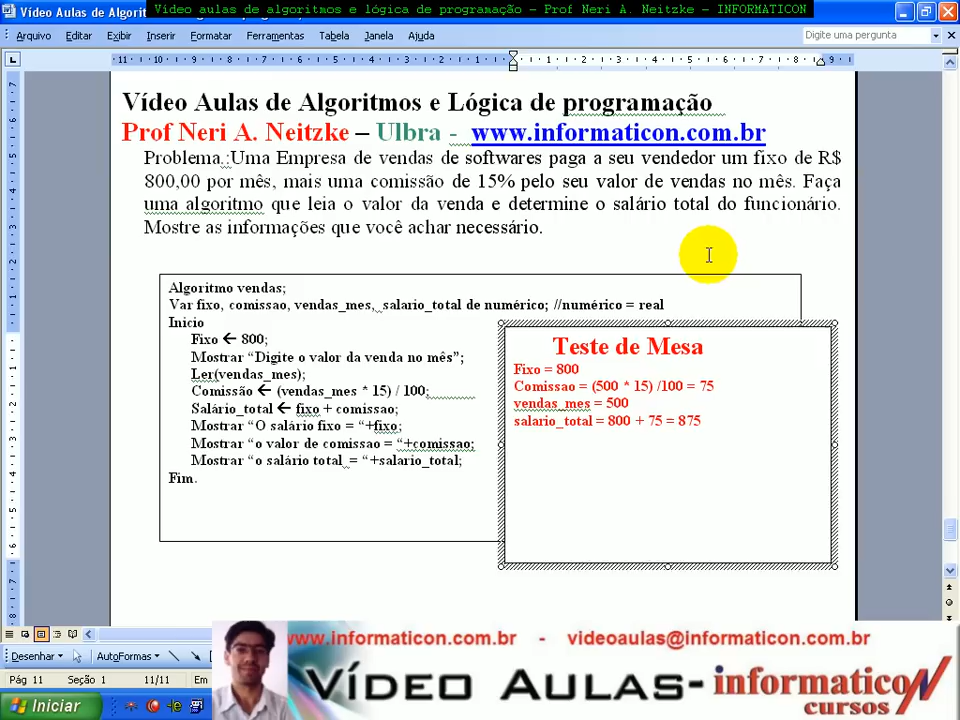 Vídeo Aulas de Al
Vídeo aulas de algoritmos e lógica de programação – Prof Neri A. Neitzke – INFORMATICON
Arquivo Editar Exibir Inserir Formatar Ferramentas Tabela Janela Ajuda
Digite uma pergunta
Vídeo Aulas de Algoritmos e Lógica de programação
Prof Neri A. Neitzke – Ulbra - www.informaticon.com.br
Problema.:Uma Empresa de vendas de softwares paga a seu vendedor um fixo de R$
800,00 por mês, mais uma comissão de 15% pelo seu valor de vendas no mês. Faça
uma algoritmo que leia o valor da venda e determine o salário total do funcionário.
Mostre as informações que você achar necessário.
Algoritmo vendas;
Var fixo, comissao, vendas_mes, salario_total de numérico; //numérico = real
Inicio
Fixo ← 800;
Mostrar “Digite o valor da venda no mês”;
Ler(vendas_mes);
Comissão ← (vendas_mes * 15) / 100;
Salário_total ← fixo + comissao;
Mostrar “O salário fixo = “+fixo;
Mostrar “o valor de comissao = “+comissao;
Mostrar “o salário total = “+salario_total;
Fim.
Teste de Mesa
Fixo = 800
Comissao = (500 * 15) /100 = 75
vendas_mes = 500
salario_total = 800 + 75 = 875
www.informaticon.com.br - videoaulas@informaticon.com.br
Desenhar AutoFormas
Vídeo Aulas- informaticon
cursos
Pág 11 Seção 1 11/11 Em
Iniciar